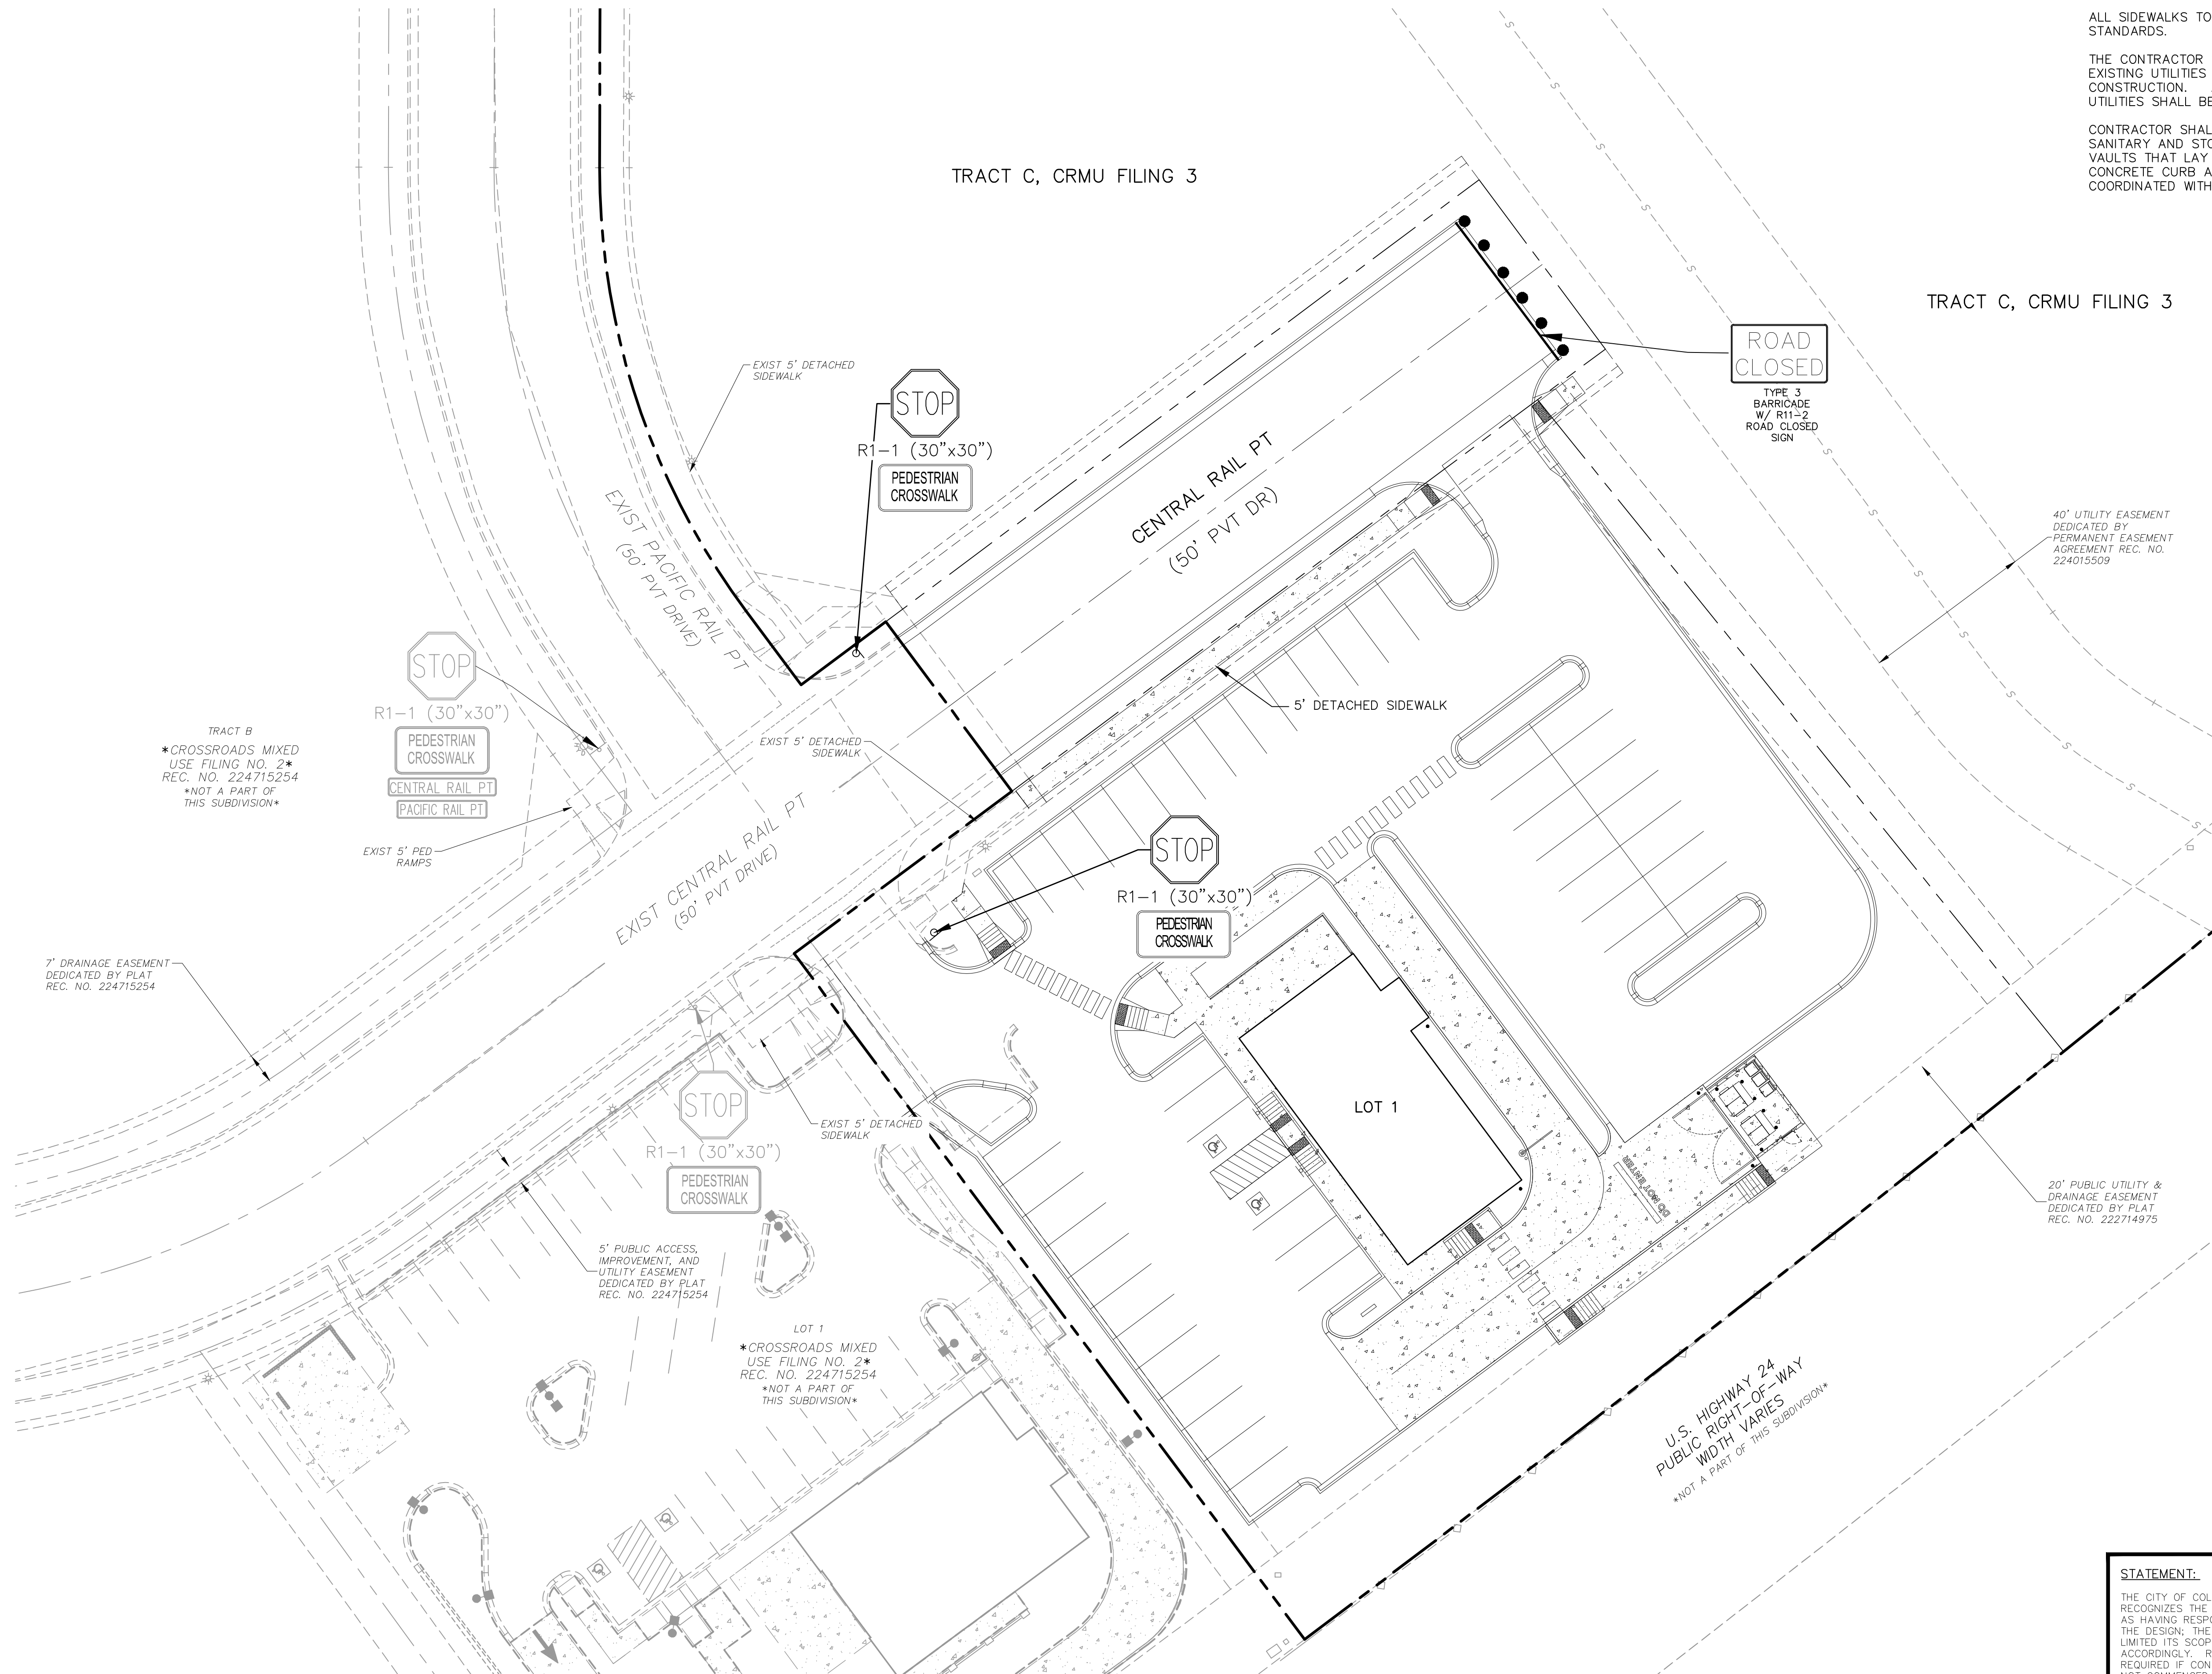 ALL SIDEWALKS TO
STANDARDS.
THE CONTRACTOR
EXISTING UTILITIES
CONSTRUCTION.
UTILITIES SHALL BE
CONTRACTOR SHAL
SANITARY AND STO
VAULTS THAT LAY
CONCRETE CURB A
COORDINATED WITH
TRACT C, CRMU FILING 3
TRACT C, CRMU FILING 3
ROAD
CLOSED
TYPE 3
BARRICADE
W/ R11-2
ROAD CLOSED
SIGN
EXIST 5' DETACHED
SIDEWALK
STOP
R1-1 (30"x30")
PEDESTRIAN
CROSSWALK
CENTRAL RAIL PT
(50' PVT DR)
EXIST PACIFIC RAIL PT
(50' PVT DRIVE)
40' UTILITY EASEMENT
DEDICATED BY
PERMANENT EASEMENT
AGREEMENT REC. NO.
224015509
STOP
R1-1 (30"x30")
PEDESTRIAN
CROSSWALK
CENTRAL RAIL PT
PACIFIC RAIL PT
TRACT B
*CROSSROADS MIXED
USE FILING NO. 2*
REC. NO. 224715254
*NOT A PART OF
THIS SUBDIVISION*
5' DETACHED SIDEWALK
EXIST 5' DETACHED
SIDEWALK
EXIST 5' PED
RAMPS
EXIST CENTRAL RAIL PT
(50' PVT DRIVE)
STOP
R1-1 (30"x30")
PEDESTRIAN
CROSSWALK
7' DRAINAGE EASEMENT
DEDICATED BY PLAT
REC. NO. 224715254
STOP
R1-1 (30"x30")
PEDESTRIAN
CROSSWALK
EXIST 5' DETACHED
SIDEWALK
LOT 1
DD MOTEWER
20' PUBLIC UTILITY &
DRAINAGE EASEMENT
DEDICATED BY PLAT
REC. NO. 222714975
5' PUBLIC ACCESS,
IMPROVEMENT, AND
UTILITY EASEMENT
DEDICATED BY PLAT
REC. NO. 224715254
LOT 1
*CROSSROADS MIXED
USE FILING NO. 2*
REC. NO. 224715254
*NOT A PART OF
THIS SUBDIVISION*
U.S. HIGHWAY 24
PUBLIC RIGHT-OF-WAY
WIDTH VARIES
*NOT A PART OF THIS SUBDIVISION*
STATEMENT:
THE CITY OF COL
RECOGNIZES THE
AS HAVING RESPO
THE DESIGN; THE
LIMITED ITS SCOP
ACCORDINGLY. R
REQUIRED IF CON